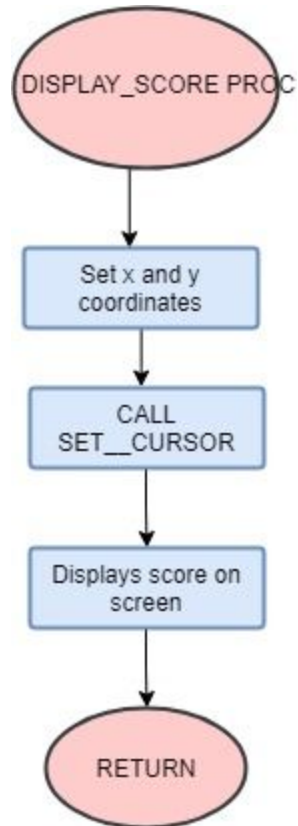 DISPLAY_SCORE PROC
Set x and y
coordinates
CALL
SET__CURSOR
Displays score on
screen
RETURN